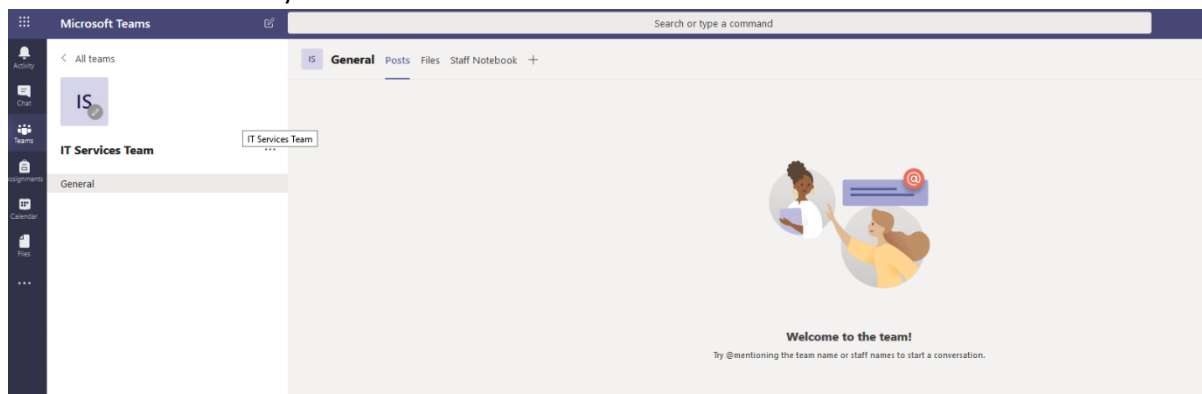 Microsoft Teams
Search or type a command
Activity
Chat
Teams
Assignments
Calendar
Files
All teams
IS
IT Services Team
IT Services Team
General
IS General Posts Files Staff Notebook
@
Welcome to the team!
Try @mentioning the team name or staff names to start a conversation.